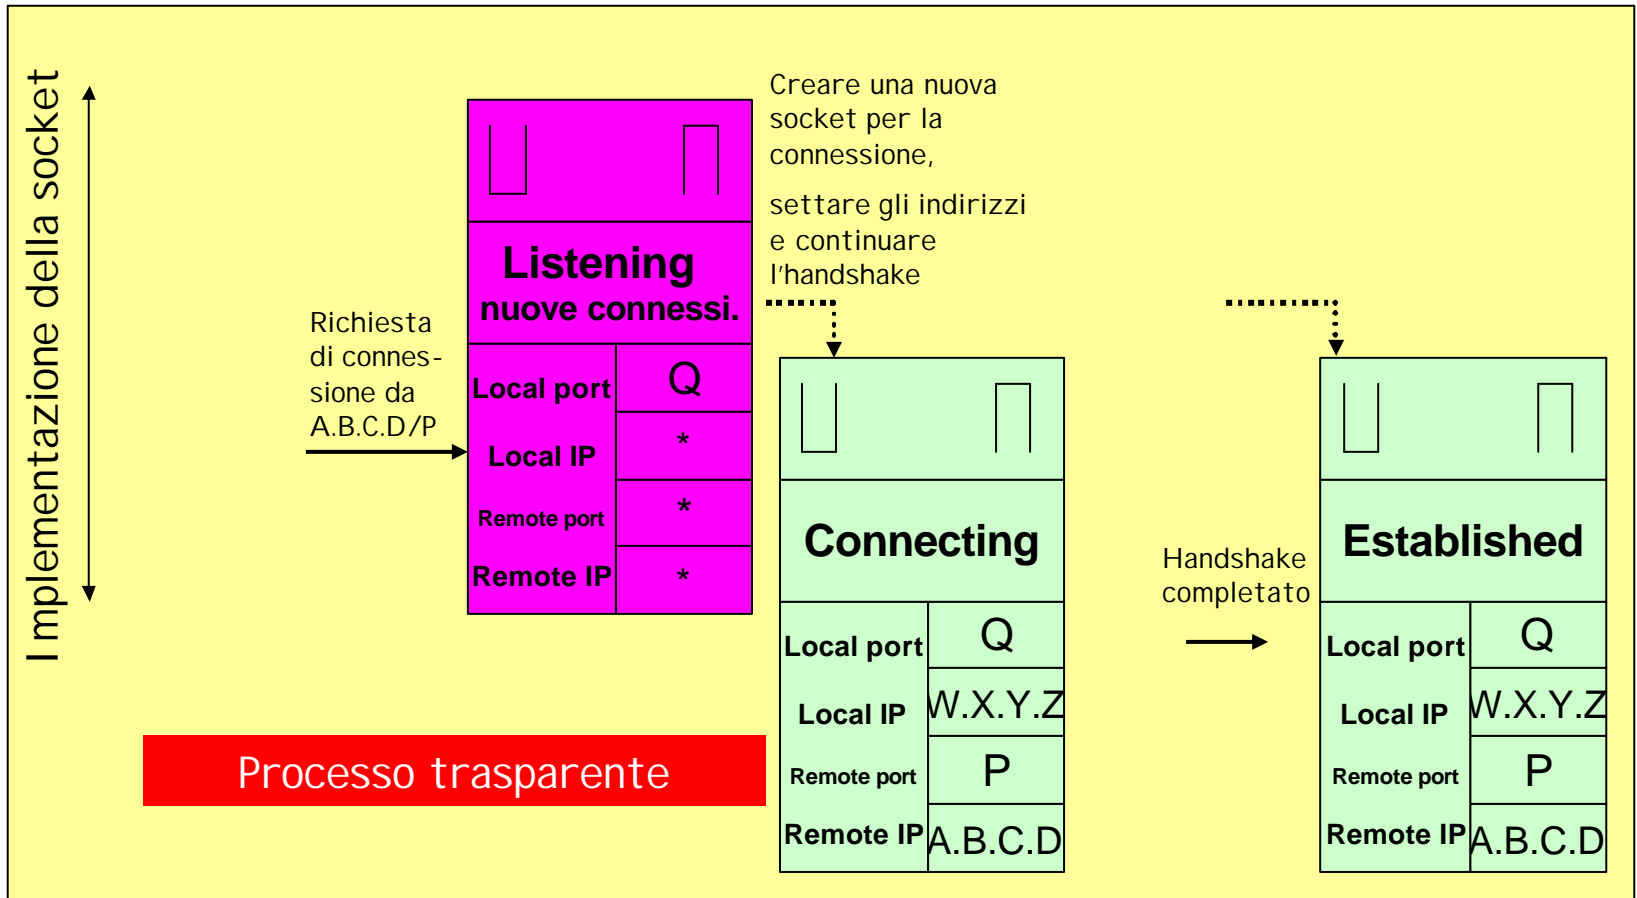 Implementazione della socket
Creare una nuova
socket per la
connessione,
settare gli indirizzi
e continuare
l'handshake
Listening
nuove connessi.
Richiesta
di connes-
sione da
A.B.C.D/P
Local port Q
Local IP *
Remote port *
Remote IP *
Connecting
Local port Q
Local IP W.X.Y.Z
Remote port P
Remote IP A.B.C.D
Handshake
completato
Established
Local port Q
Local IP W.X.Y.Z
Remote port P
Remote IP A.B.C.D
Processo trasparente